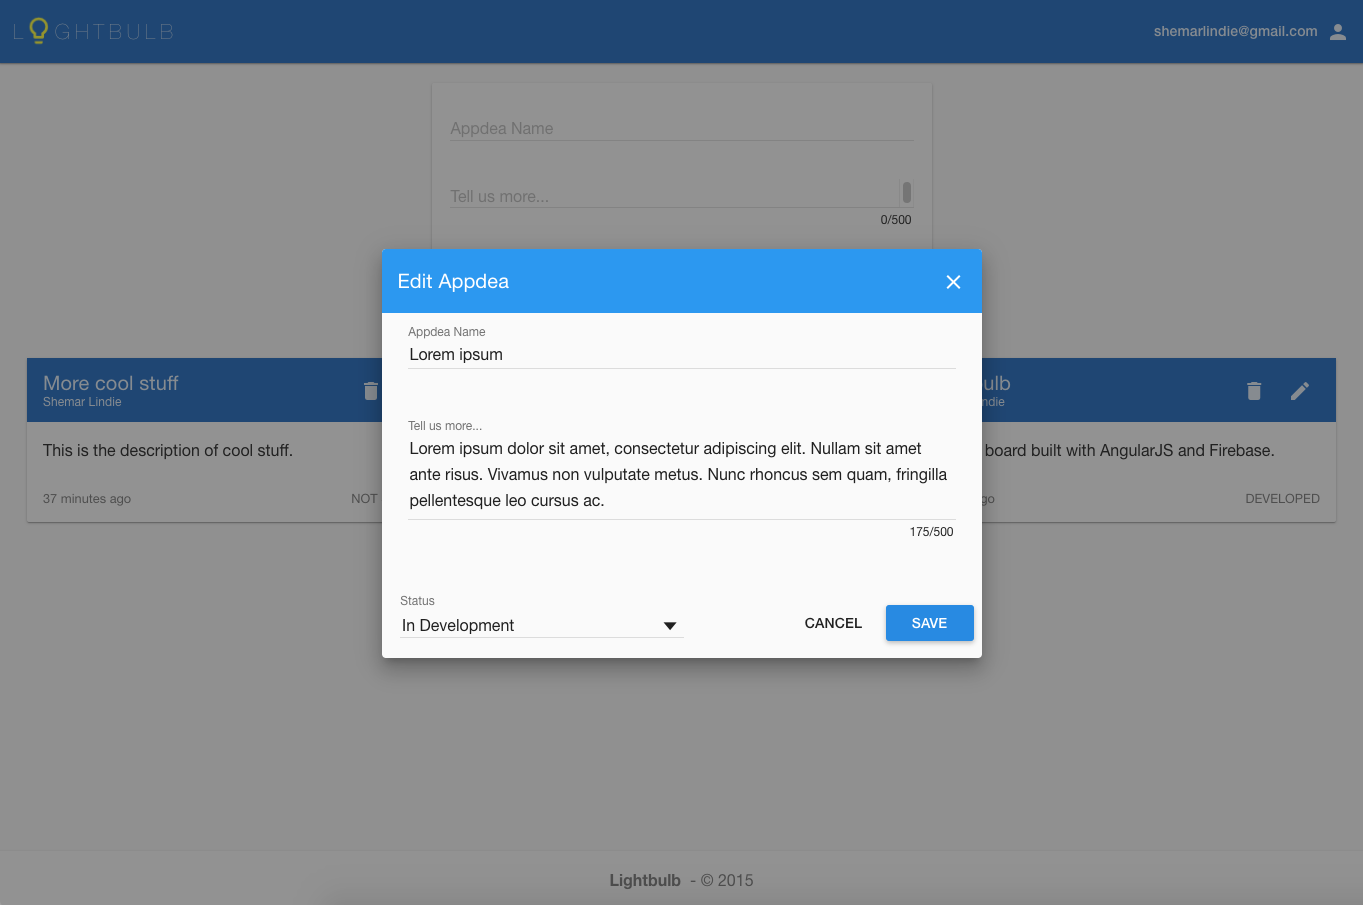 LIGHTBULB
shemarlindie@gmail.com
Appdea Name
Tell us more...
0/500
Edit Appdea
Appdea Name
Lorem ipsum
Tell us more...
Lorem ipsum dolor sit amet, consectetur adipiscing elit. Nullam sit amet
ante risus. Vivamus non vulputate metus. Nunc rhoncus sem quam, fringilla
pellentesque leo cursus ac.
175/500
Status
In Development
CANCEL
SAVE
More cool stuff
Shemar Lindie
This is the description of cool stuff.
37 minutes ago
NOT
ulb
ndie
board built with AngularJS and Firebase.
go
DEVELOPED
Lightbulb - © 2015